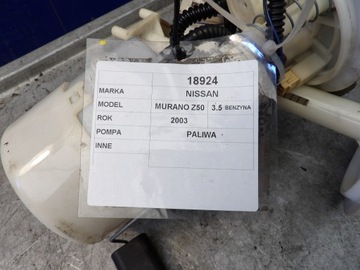 18924
MARKA NISSAN
MODEL MURANO Z50 3.5 BENZYNA
ROK 2003
POMPA PALIWA
INNE